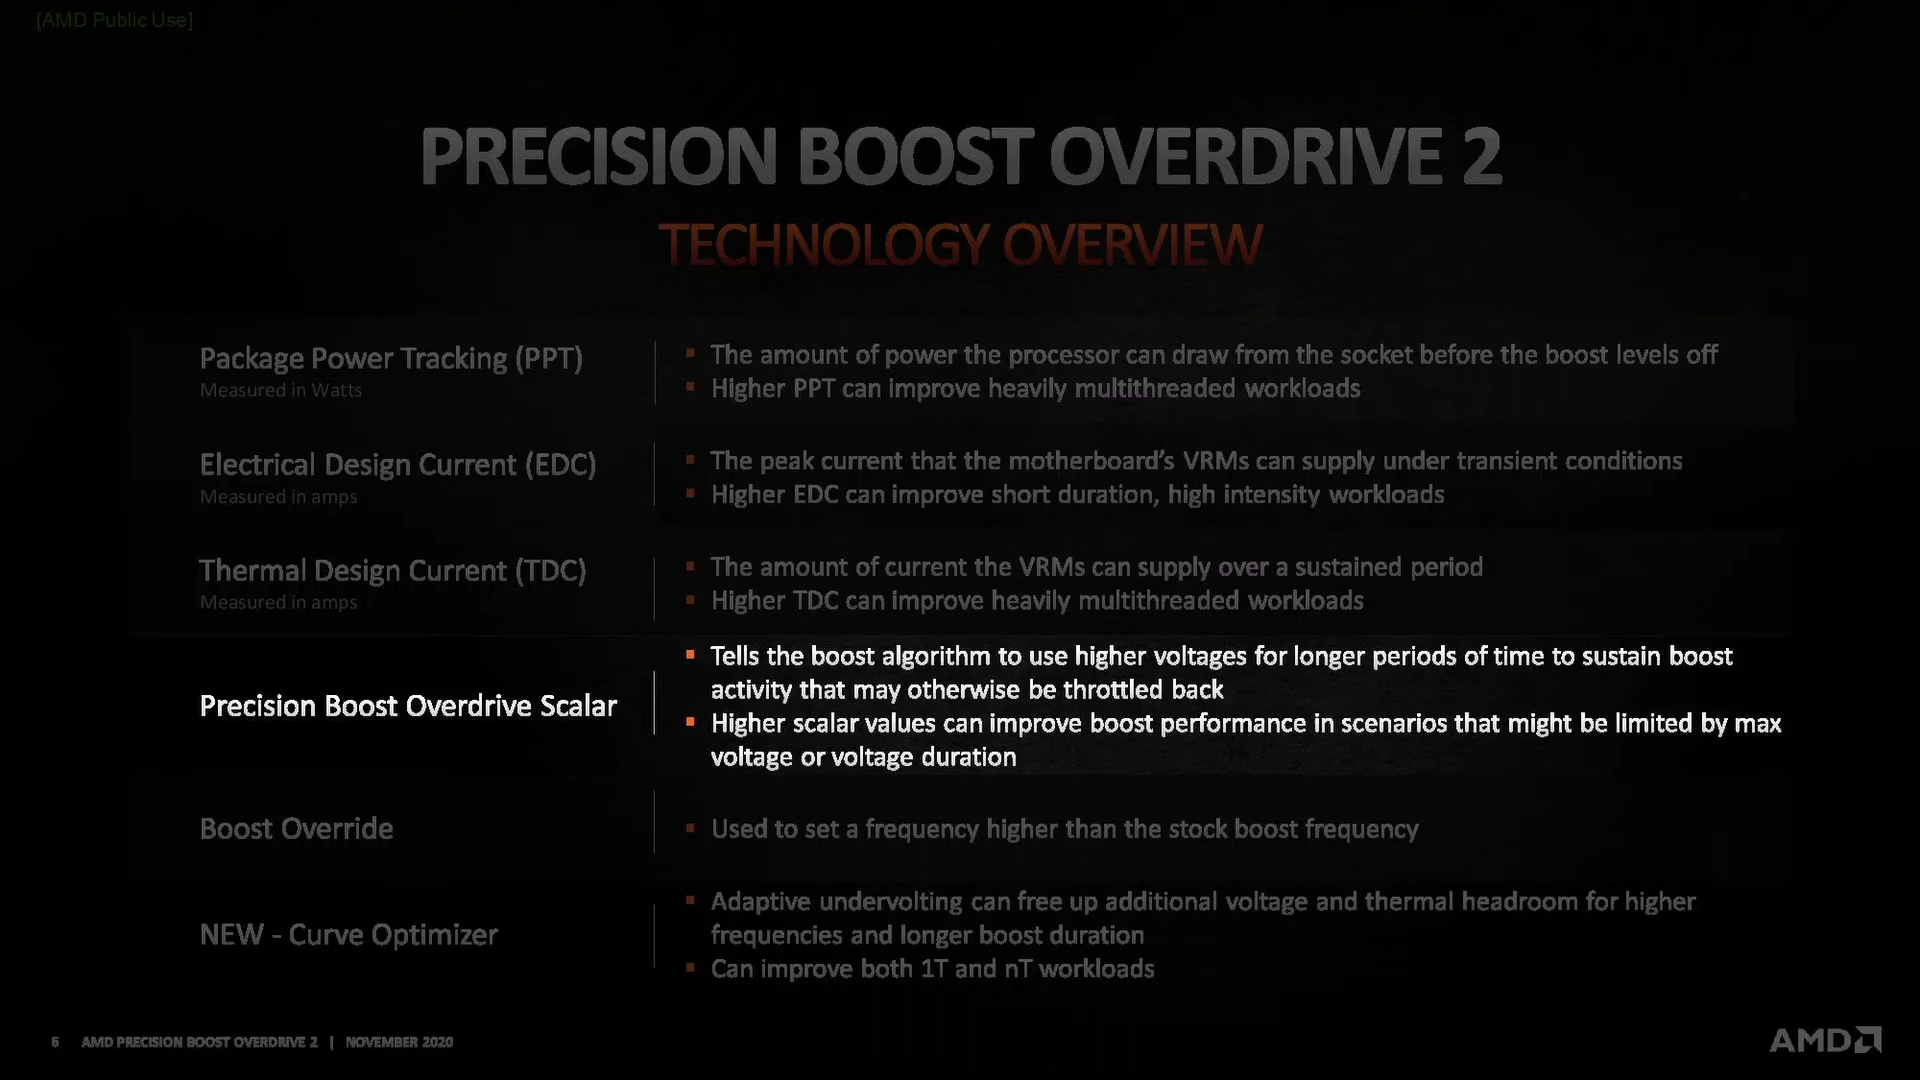 [AMD Public Use]
PRECISION BOOST OVERDRIVE 2
TECHNOLOGY OVERVIEW
Package Power Tracking (PPT)
Measured in Watts
▪ The amount of power the processor can draw from the socket before the boost levels off
▪ Higher PPT can improve heavily multithreaded workloads
Electrical Design Current (EDC)
Measured in amps
▪ The peak current that the motherboard’s VRMs can supply under transient conditions
▪ Higher EDC can improve short duration, high intensity workloads
Thermal Design Current (TDC)
Measured in amps
▪ The amount of current the VRMs can supply over a sustained period
▪ Higher TDC can improve heavily multithreaded workloads
Precision Boost Overdrive Scalar
▪ Tells the boost algorithm to use higher voltages for longer periods of time to sustain boost
activity that may otherwise be throttled back
▪ Higher scalar values can improve boost performance in scenarios that might be limited by max
voltage or voltage duration
Boost Override
▪ Used to set a frequency higher than the stock boost frequency
NEW - Curve Optimizer
▪ Adaptive undervolting can free up additional voltage and thermal headroom for higher
frequencies and longer boost duration
▪ Can improve both 1T and nT workloads
6 AMD PRECISION BOOST OVERDRIVE 2 | NOVEMBER 2020
AMD